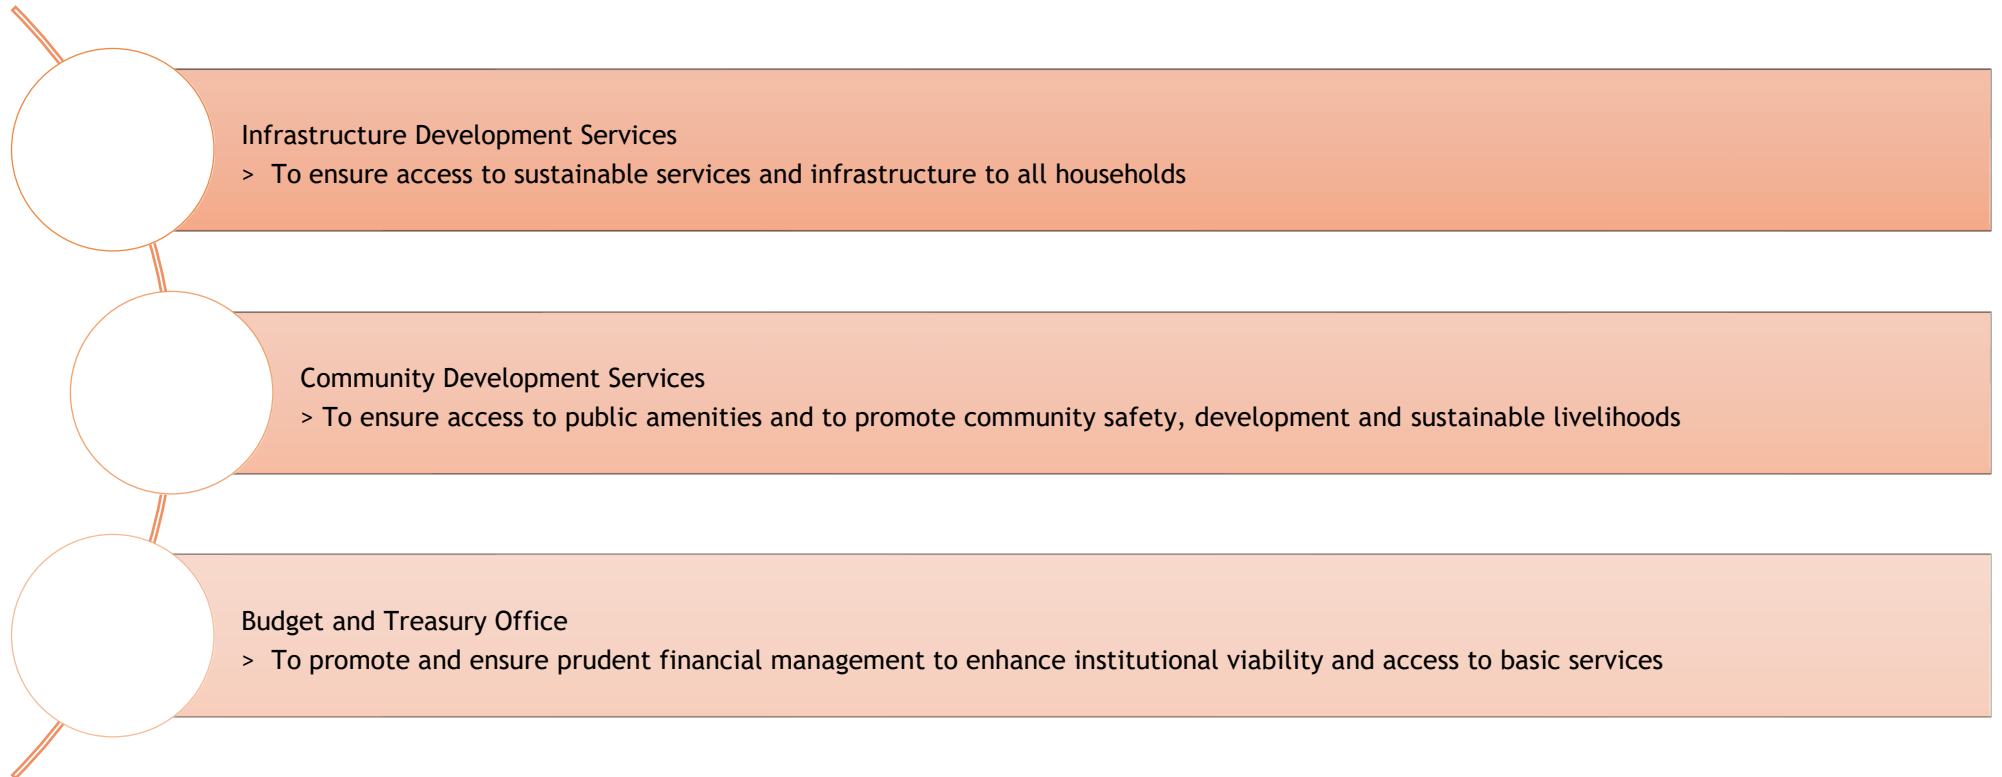 Infrastructure Development Services
> To ensure access to sustainable services and infrastructure to all households
Community Development Services
> To ensure access to public amenities and to promote community safety, development and sustainable livelihoods
Budget and Treasury Office
> To promote and ensure prudent financial management to enhance institutional viability and access to basic services